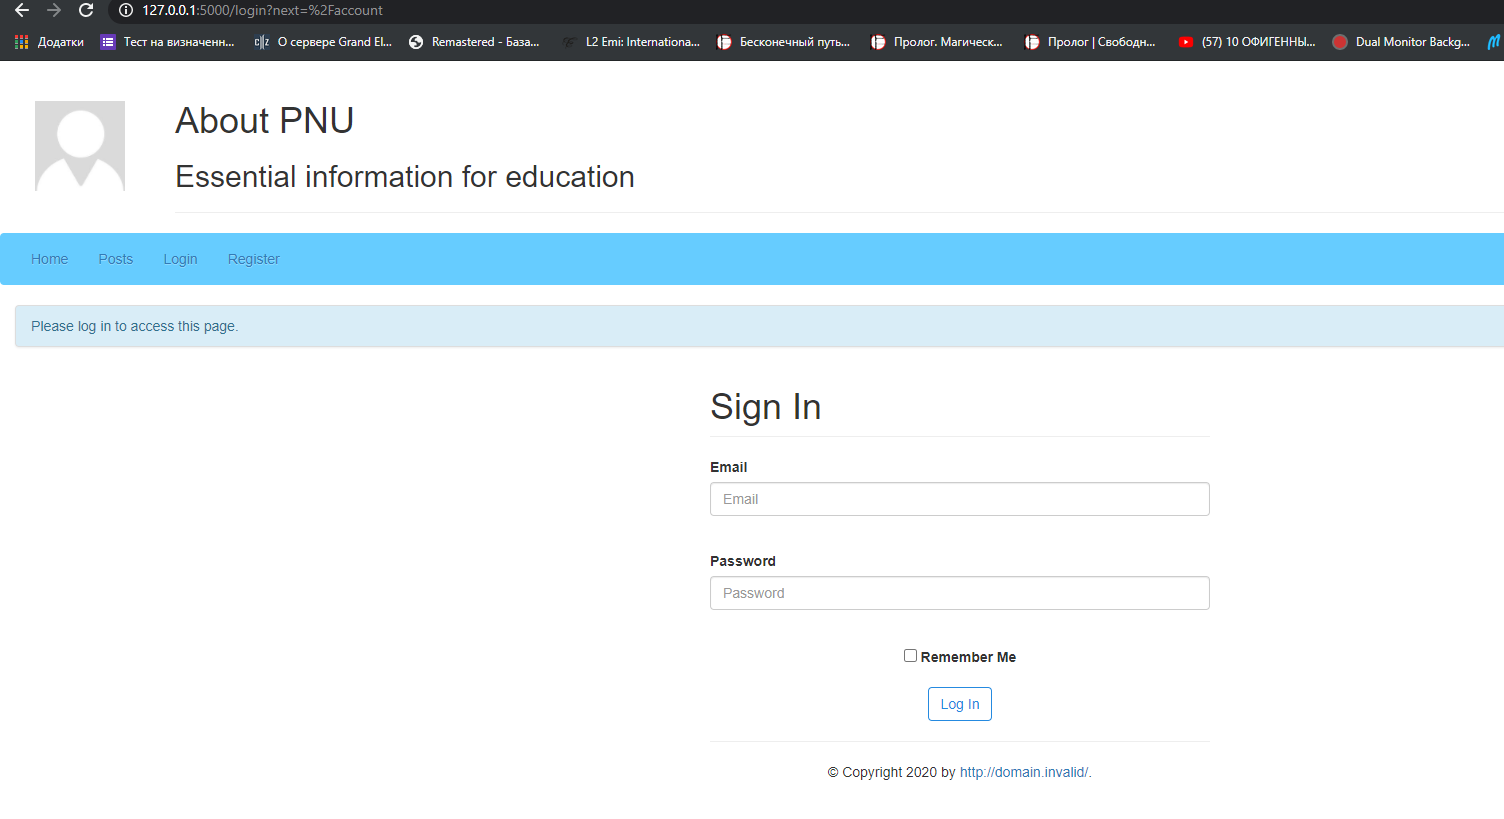 127.0.0.1:5000/login?next=%2Faccount
Додатки Тест на визначенн... О сервере Grand El... Remastered - База... L2 Emi: Internationa... Бесконечный путь... Пролог. Магическ... Пролог | Свободн... (57) 10 ОФИГЕННЫ... Dual Monitor Backg...
About PNU
Essential information for education
Home Posts Login Register
Please log in to access this page.
Sign In
Email
Email
Password
Password
Remember Me
Log In
© Copyright 2020 by http://domain.invalid/.